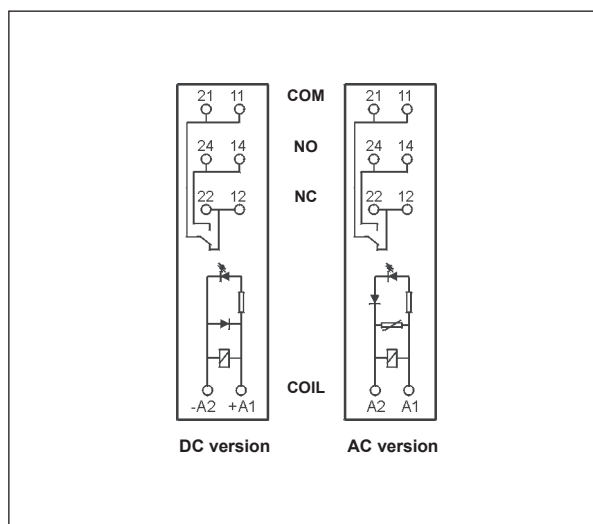 21 11 COM 21 11
24 14 NO 24 14
22 12 NC 22 12
COIL
-A2 +A1 A2 A1
DC version AC version